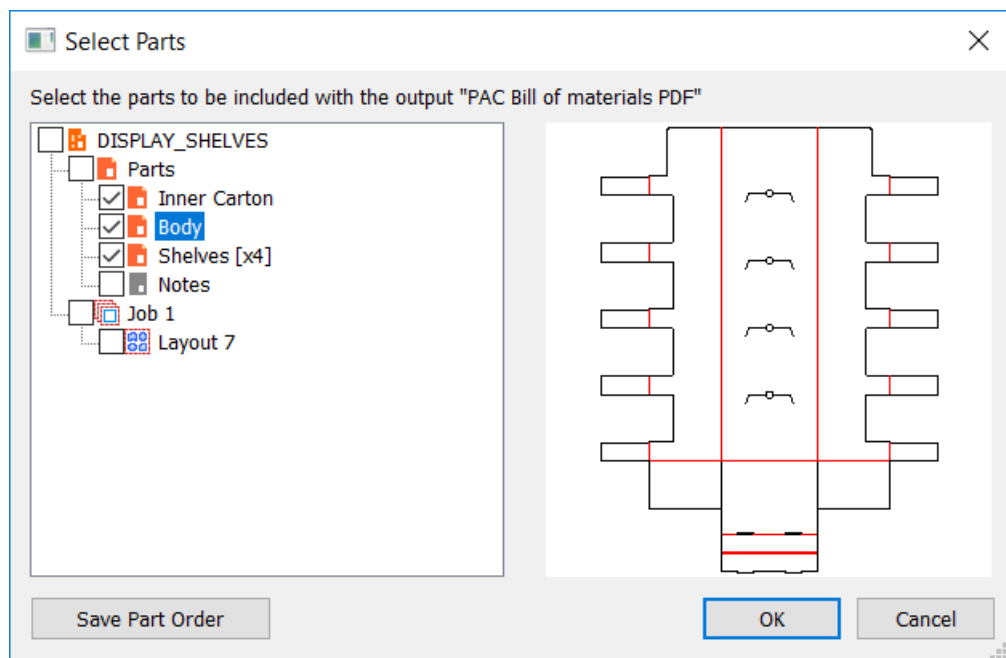 Select Parts
Select the parts to be included with the output "PAC Bill of materials PDF"
DISPLAY_SHELVES
Parts
Inner Carton
Body
Shelves [x4]
Notes
Job 1
Layout 7
Save Part Order
OK
Cancel